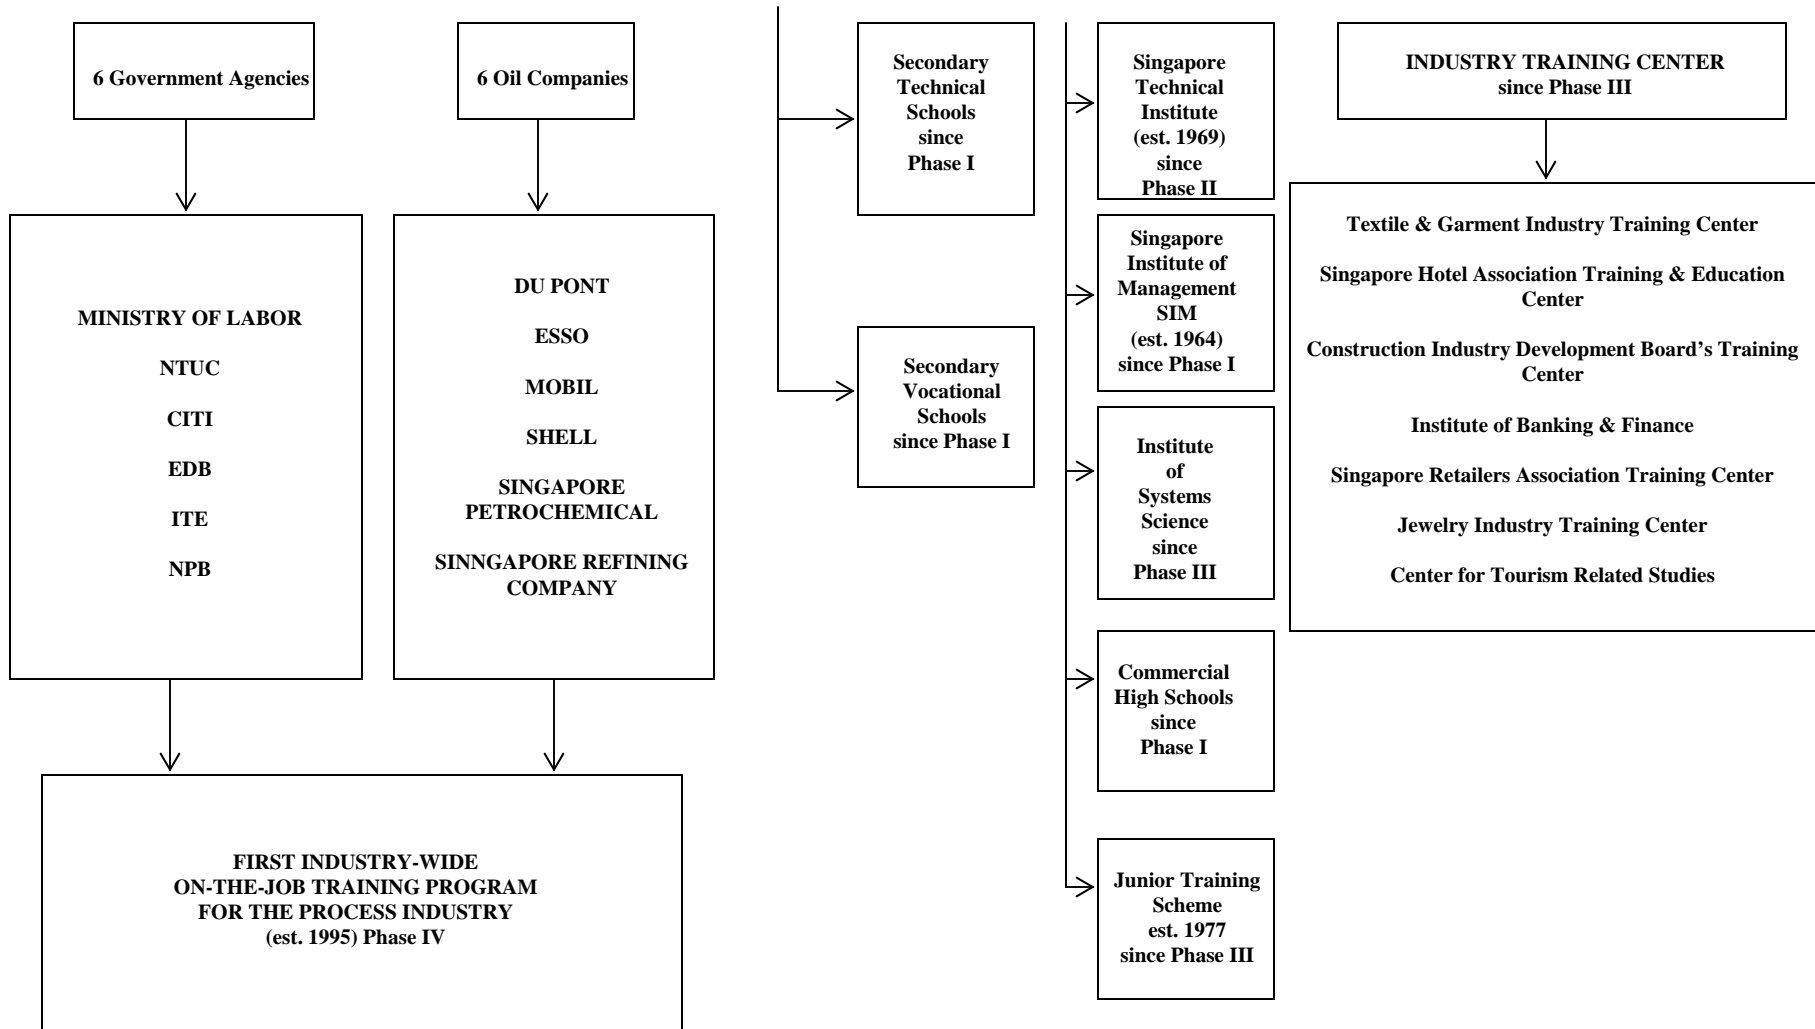 6 Government Agencies
6 Oil Companies
MINISTRY OF LABOR
NTUC
CITI
EDB
ITE
NPB
DU PONT
ESSO
MOBIL
SHELL
SINGAPORE
PETROCHEMICAL
SINNGAPORE REFINING
COMPANY
FIRST INDUSTRY-WIDE
ON-THE-JOB TRAINING PROGRAM
FOR THE PROCESS INDUSTRY
(est. 1995) Phase IV
Secondary
Technical
Schools
since
Phase I
Secondary
Vocational
Schools
since Phase I
Singapore
Technical
Institute
(est. 1969)
since
Phase II
Singapore
Institute of
Management
SIM
(est. 1964)
since Phase I
Institute
of
Systems
Science
since
Phase III
Commercial
High Schools
since
Phase I
Junior Training
Scheme
est. 1977
since Phase III
INDUSTRY TRAINING CENTER
since Phase III
Textile & Garment Industry Training Center
Singapore Hotel Association Training & Education
Center
Construction Industry Development Board’s Training
Center
Institute of Banking & Finance
Singapore Retailers Association Training Center
Jewelry Industry Training Center
Center for Tourism Related Studies